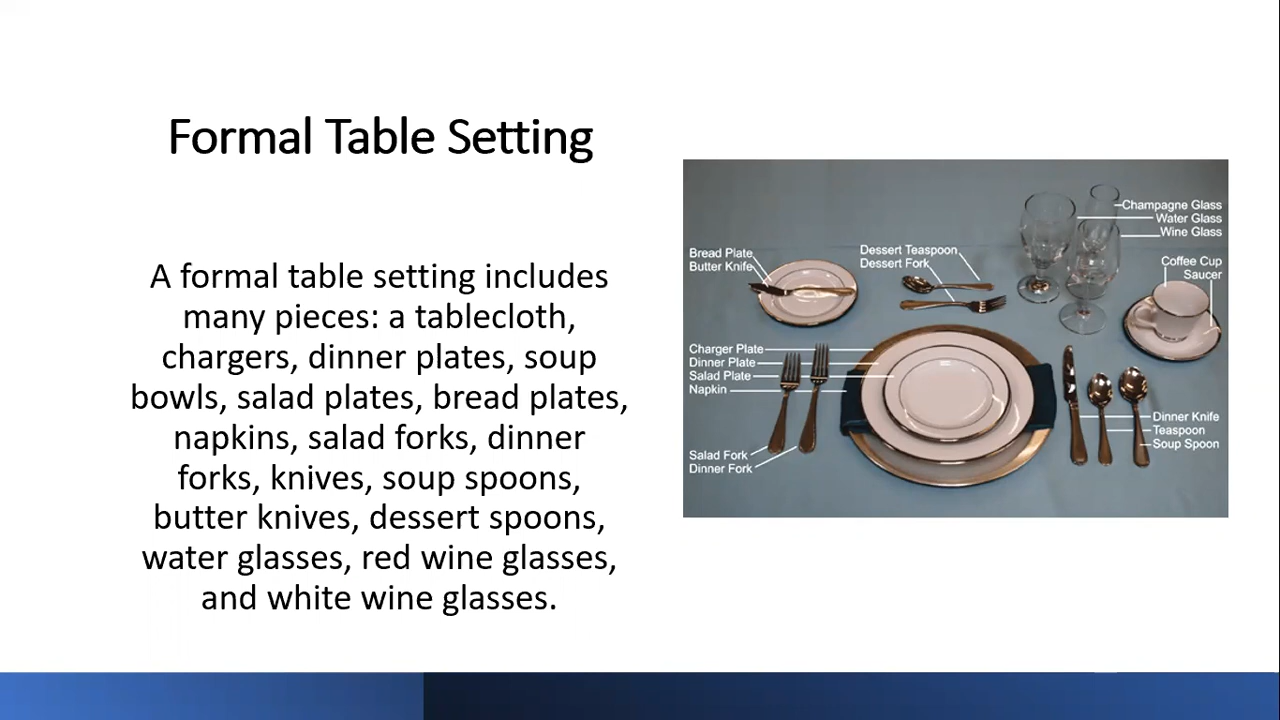 Formal Table Setting
A formal table setting includes
many pieces: a tablecloth,
chargers, dinner plates, soup
bowls, salad plates, bread plates,
napkins, salad forks, dinner
forks, knives, soup spoons,
butter knives, dessert spoons,
water glasses, red wine glasses,
and white wine glasses.
Champagne Glass
Water Glass
Wine Glass
Bread Plate
Butter Knife
Dessert Teaspoon
Dessert Fork
Coffee Cup
Saucer
Charger Plate
Dinner Plate
Salad Plate
Napkin
Dinner Knife
Teaspoon
Soup Spoon
Salad Fork
Dinner Fork